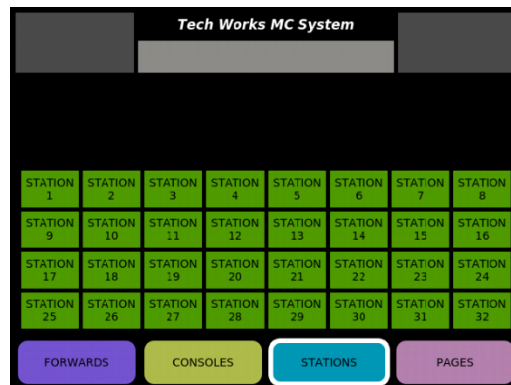 Tech Works MC System
STATION 1
STATION 2
STATION 3
STATION 4
STATION 5
STATION 6
STATION 7
STATION 8
STATION 9
STATION 10
STATION 11
STATION 12
STATION 13
STATION 14
STATION 15
STATION 16
STATION 17
STATION 18
STATION 19
STATION 20
STATION 21
STATION 22
STATION 23
STATION 24
STATION 25
STATION 26
STATION 27
STATION 28
STATION 29
STATION 30
STATION 31
STATION 32
FORWARDS
CONSOLES
STATIONS
PAGES